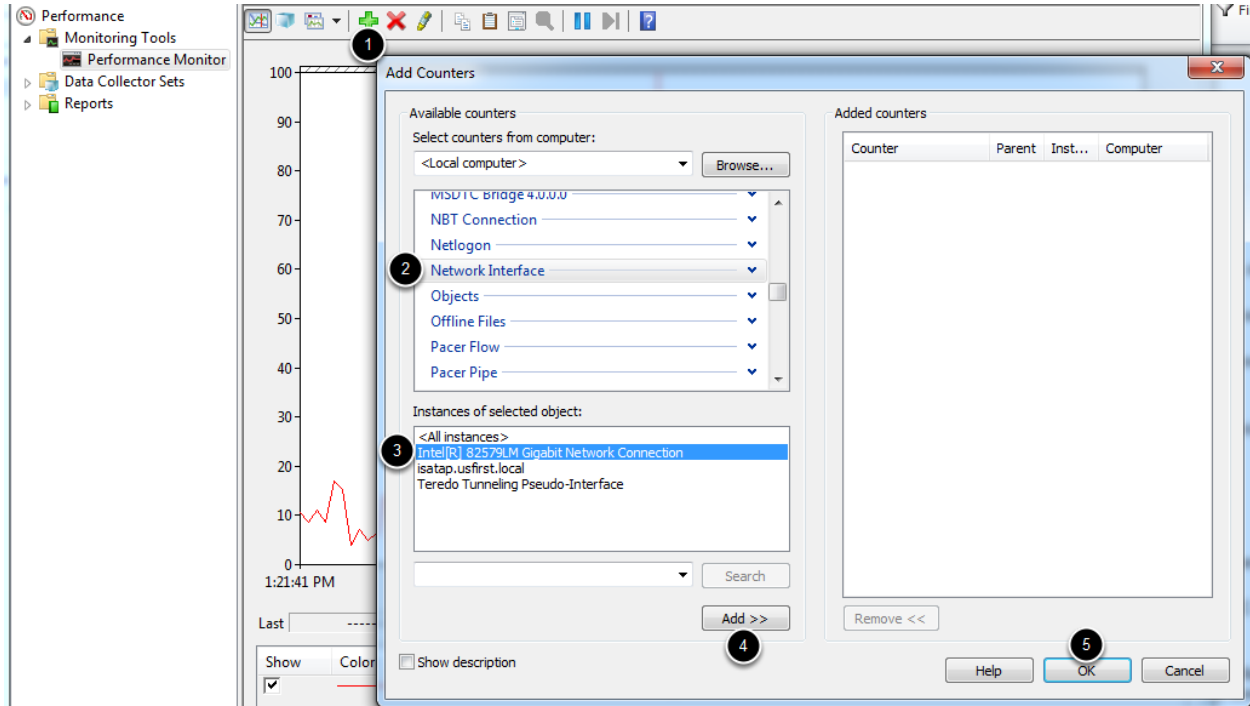 Performance
Monitoring Tools
Performance Monitor
Data Collector Sets
Reports
Fi
1
100
90
80
70
60
50
40
30
20
10
0
1:21:41 PM
Last -----
Show Color
Add Counters
Available counters
Select counters from computer:
<Local computer>
Browse...
MSDTC Bridge 4.0.0.0
NBT Connection
Netlogon
2 Network Interface
Objects
Offline Files
Pacer Flow
Pacer Pipe
Instances of selected object:
<All instances>
3 Intel[R] 82579LM Gigabit Network Connection
isatap.usfirst.local
Teredo Tunneling Pseudo-Interface
Search
Add >>
4
Show description
Added counters
Counter Parent Inst... Computer
Remove <<
5
Help OK Cancel